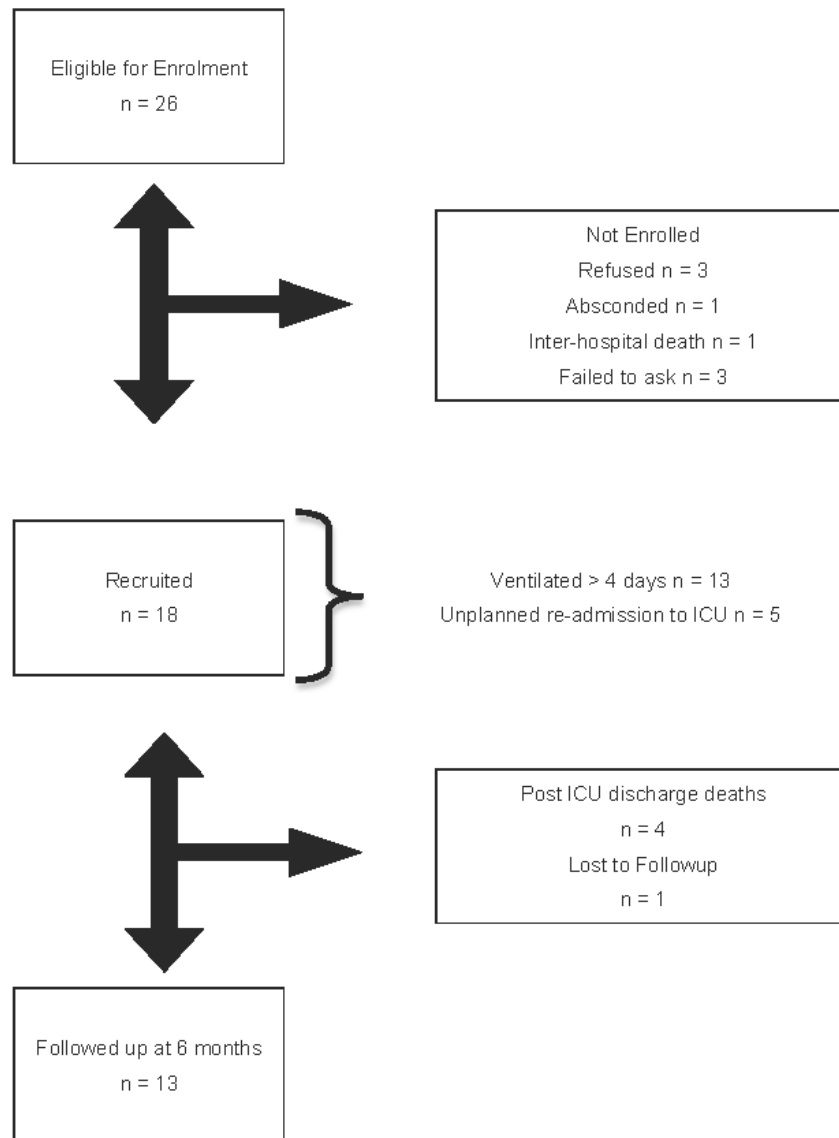 Eligible for Enrolment
n = 26
Not Enrolled
Refused n = 3
Absconded n = 1
Inter-hospital death n = 1
Failed to ask n = 3
Recruited
n = 18
Ventilated > 4 days n = 13
Unplanned re-admission to ICU n = 5
Post ICU discharge deaths
n = 4
Lost to Followup
n = 1
Followed up at 6 months
n = 13